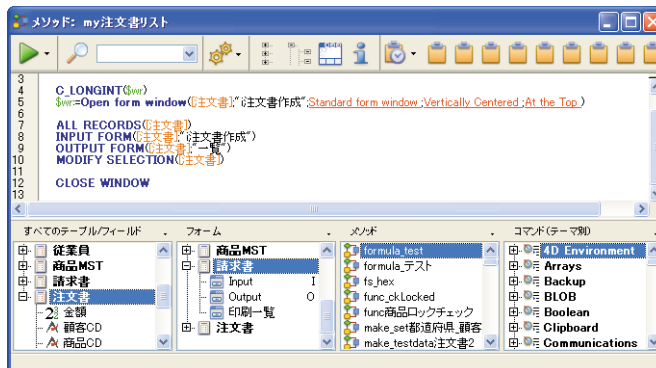 メソッド: my注文書リスト
3
4 C_LONGINT($wr)
5 $wr:=Open form window([注文書];"i注文書作成";Standard form window ;Vertically Centered ;At the Top )
6
7 ALL RECORDS([注文書])
8 INPUT FORM([注文書];"i注文書作成")
9 OUTPUT FORM([注文書];"一覧")
10 MODIFY SELECTION([注文書])
11
12 CLOSE WINDOW
13
すべてのテーブル/フィールド
従業員
商品MST
請求書
注文書
金額
顧客CD
商品CD
フォーム
商品MST
請求書
Input I
Output O
印刷一覧
注文書
メソッド
formula_test
formula_テスト
fs_hex
func_ckLocked
func商品ロックチェック
make_set都道府県_顧客
make_testdata注文書2
コマンド(テーマ別)
4D Environment
Arrays
Backup
BLOB
Boolean
Clipboard
Communications